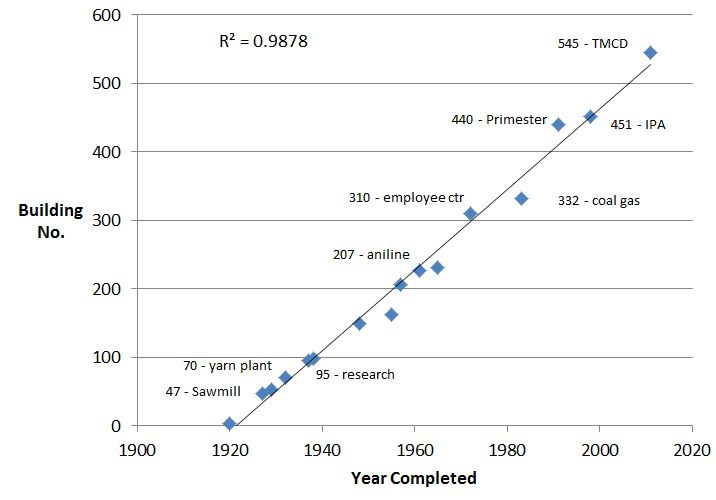 600
R² = 0.9878
545 - TMCD
500
440 - Primester
451 - IPA
400
310 - employee ctr
332 - coal gas
300
Building
No.
207 - aniline
200
100
70 - yarn plant
95 - research
47 - Sawmill
0
1900 1920 1940 1960 1980 2000 2020
Year Completed